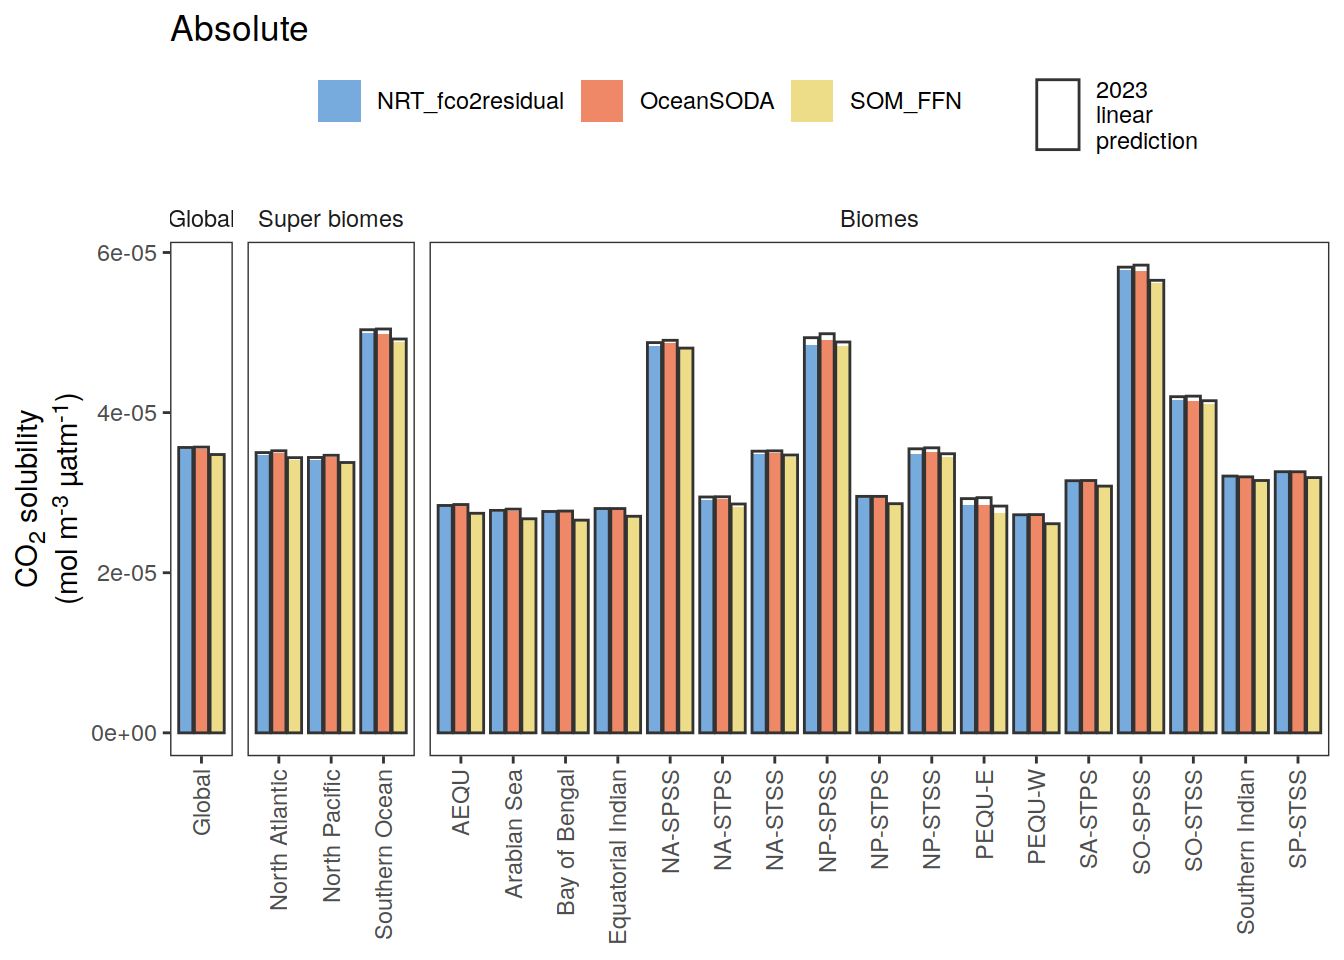 Absolute
NRT_fco2residual
OceanSODA
SOM_FFN
2023
linear
prediction
Global
Super biomes
Biomes
CO2 solubility
(mol m-3 µatm-1)
6e-05
4e-05
2e-05
0e+00
Global
North Atlantic
North Pacific
Southern Ocean
AEQU
Arabian Sea
Bay of Bengal
Equatorial Indian
NA-SPSS
NA-STPS
NA-STSS
NP-SPSS
NP-STPS
NP-STSS
PEQU-E
PEQU-W
SA-STPS
SO-SPSS
SO-STSS
Southern Indian
SP-STSS